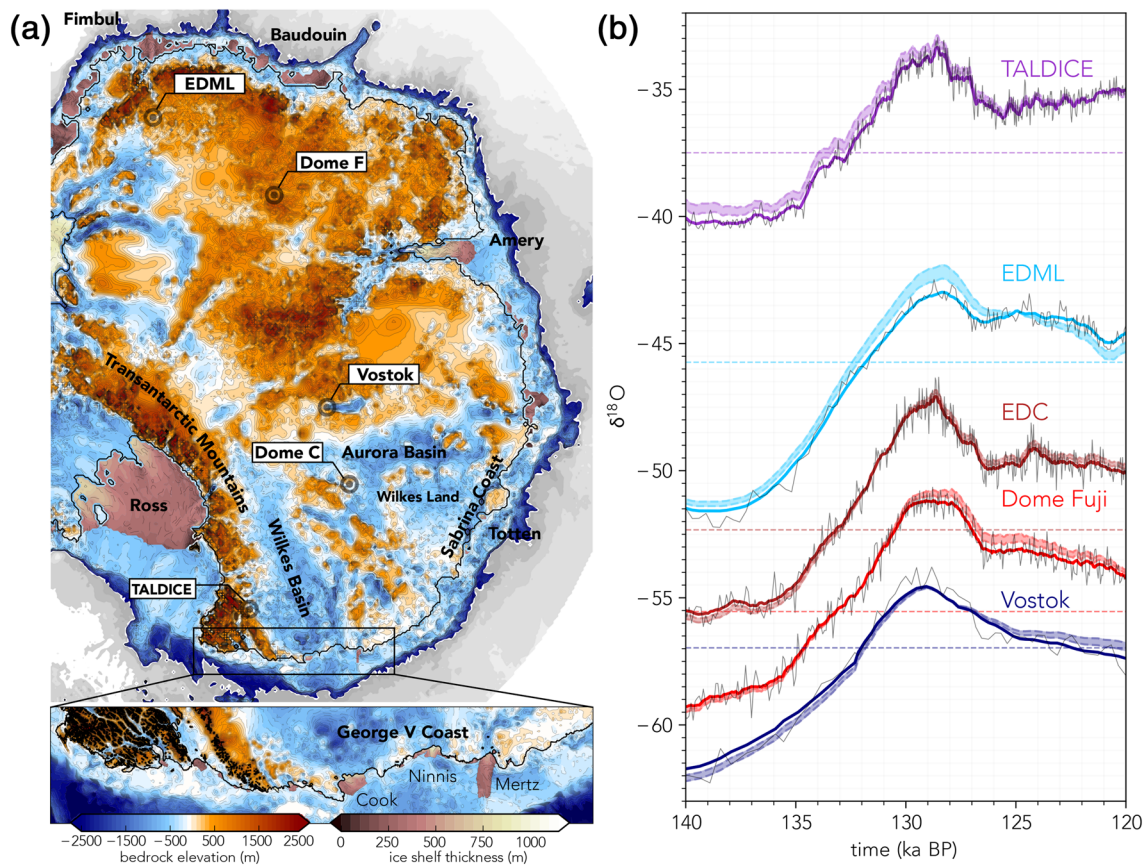 (a)
Fimbul
Baudouin
EDML
Dome F
Amery
Transantarctic Mountains
Vostok
Dome C
Aurora Basin
Wilkes Land
Sabrina Coast
Ross
Wilkes Basin
Totten
TALDICE
George V Coast
Ninnis
Mertz
Cook
−2500 −1500 −500 500 1500 2500
bedrock elevation (m)
0 250 500 750 1000
ice shelf thickness (m)
(b)
TALDICE
EDML
EDC
Dome Fuji
Vostok
−35
−40
−45
−50
−55
−60
δ18O
140 135 130 125 120
time (ka BP)